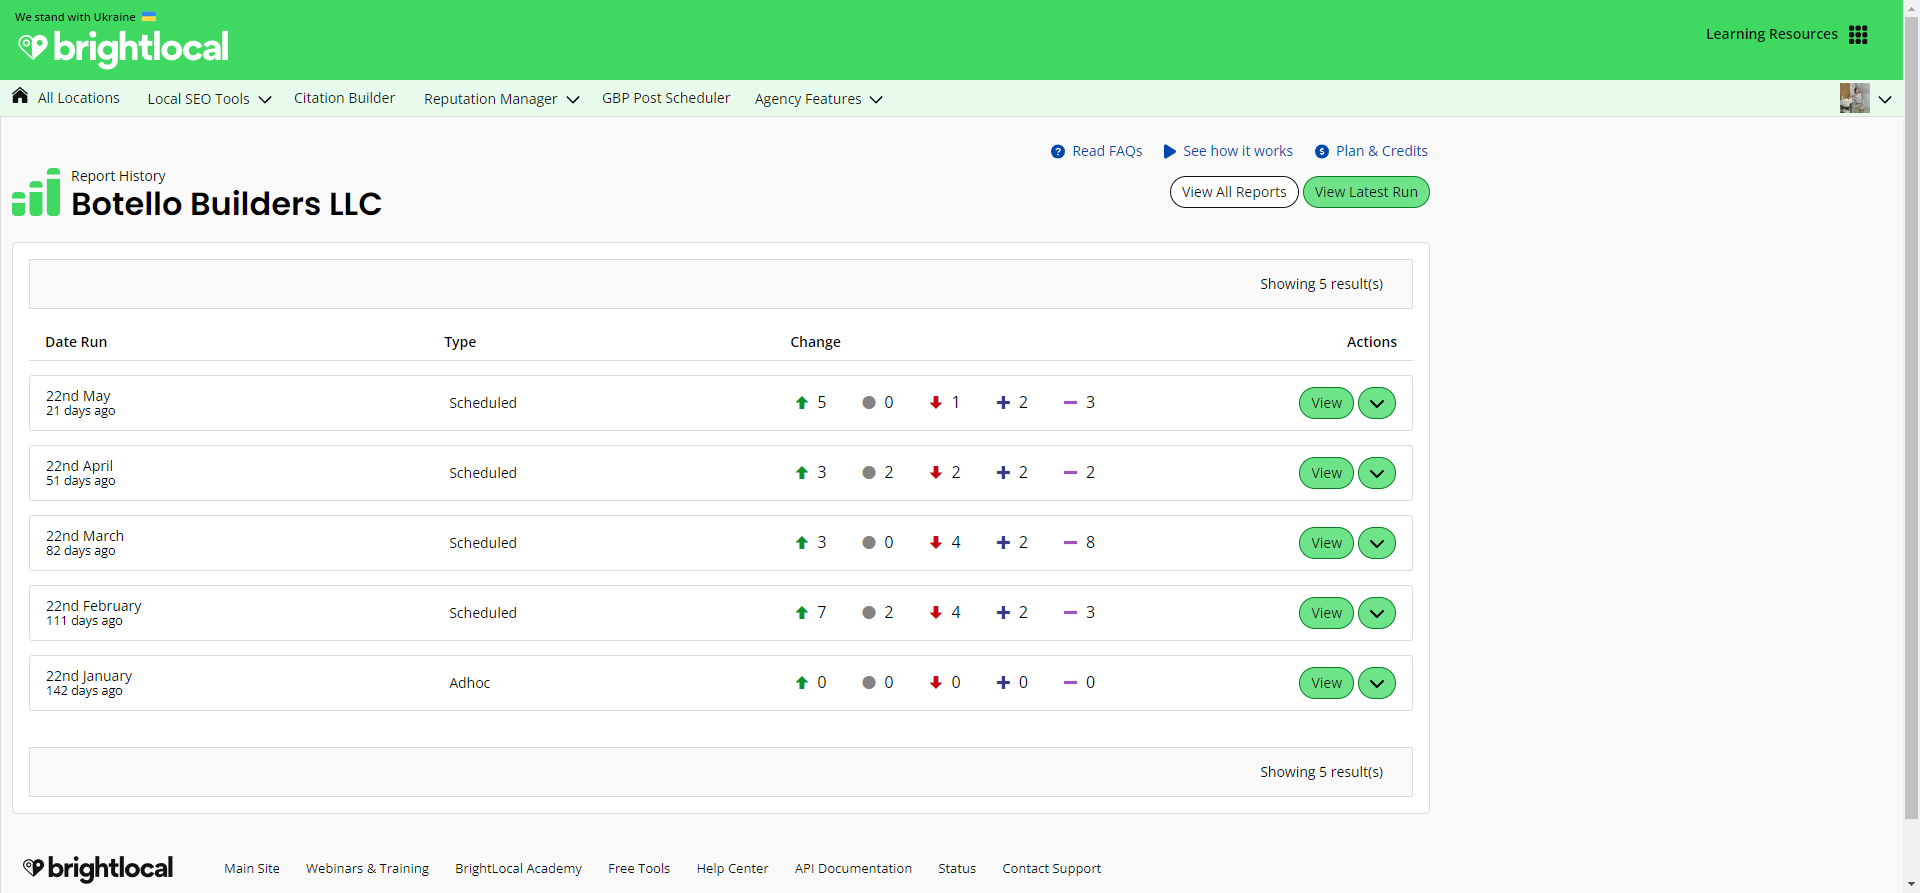 We stand with Ukraine
brightlocal
Learning Resources
All Locations Local SEO Tools Citation Builder Reputation Manager GBP Post Scheduler Agency Features
Read FAQs See how it works Plan & Credits
Report History
Botello Builders LLC
View All Reports View Latest Run
Showing 5 result(s)
Date Run Type Change Actions
22nd May
21 days ago
Scheduled 5 0 1 2 3 View
22nd April
51 days ago
Scheduled 3 2 2 2 2 View
22nd March
82 days ago
Scheduled 3 0 4 2 8 View
22nd February
111 days ago
Scheduled 7 2 4 2 3 View
22nd January
142 days ago
Adhoc 0 0 0 0 0 View
Showing 5 result(s)
brightlocal Main Site Webinars & Training BrightLocal Academy Free Tools Help Center API Documentation Status Contact Support